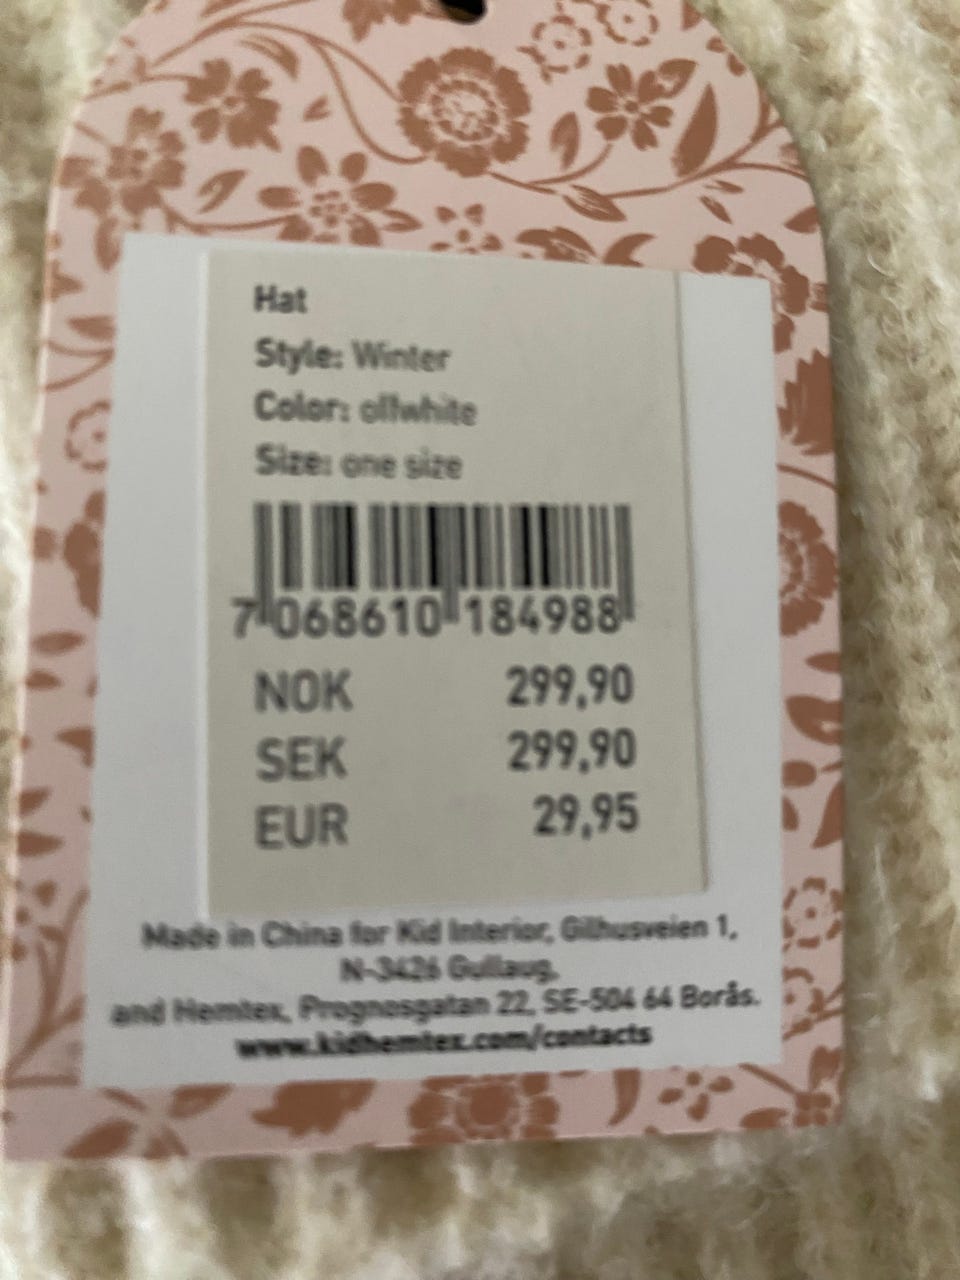 Hat
Style: Winter
Color: offwhite
Size: one size
7 068610 184988
NOK 299,90
SEK 299,90
EUR 29,95
Made in China for Kid Interior, Gilhusveien 1,
N-3426 Gullaug,
and Hemtex, Prognosgatan 22, SE-504 64 Borås.
www.kidhemtex.com/contacts